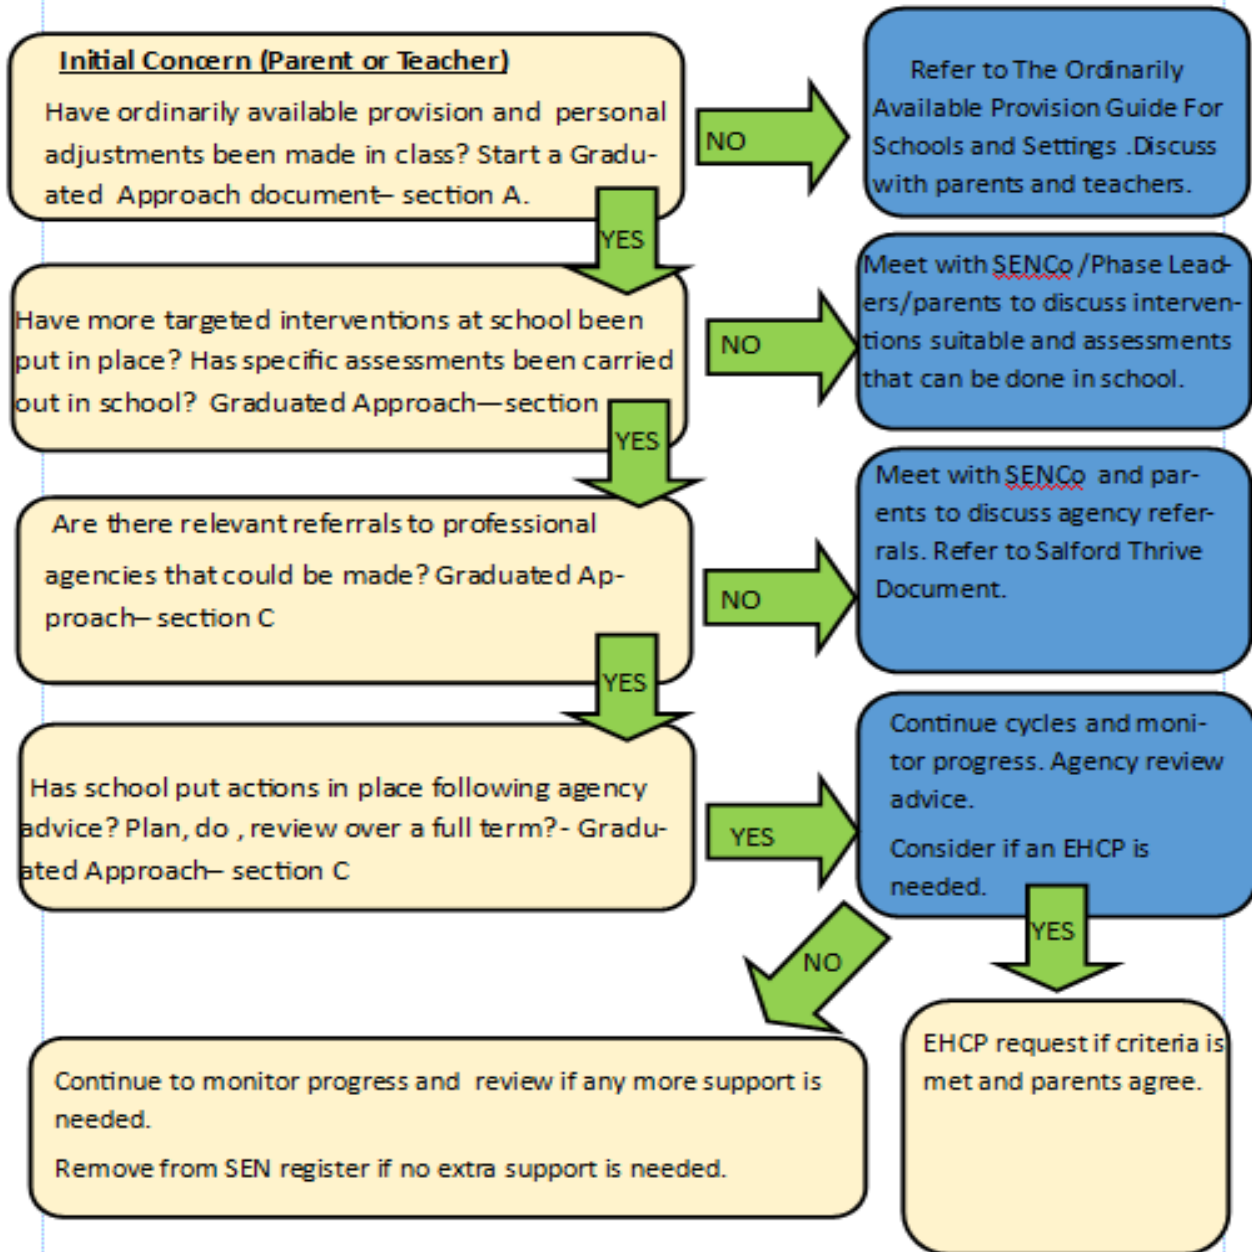 Initial Concern (Parent or Teacher)
Have ordinarily available provision and personal
adjustments been made in class? Start a Gradu-
ated Approach document– section A.
NO
Refer to The Ordinarily
Available Provision Guide For
Schools and Settings .Discuss
with parents and teachers.
YES
Have more targeted interventions at school been
put in place? Has specific assessments been carried
out in school? Graduated Approach—section
NO
Meet with SENCo /Phase Lead-
ers/parents to discuss interven-
tions suitable and assessments
that can be done in school.
YES
Are there relevant referrals to professional
agencies that could be made? Graduated Ap-
proach– section C
NO
Meet with SENCo and par-
ents to discuss agency refer-
rals. Refer to Salford Thrive
Document.
YES
Has school put actions in place following agency
advice? Plan, do , review over a full term? - Gradu-
ated Approach– section C
YES
Continue cycles and moni-
tor progress. Agency review
advice.
Consider if an EHCP is
needed.
NO
YES
Continue to monitor progress and review if any more support is
needed.
Remove from SEN register if no extra support is needed.
EHCP request if criteria is
met and parents agree.